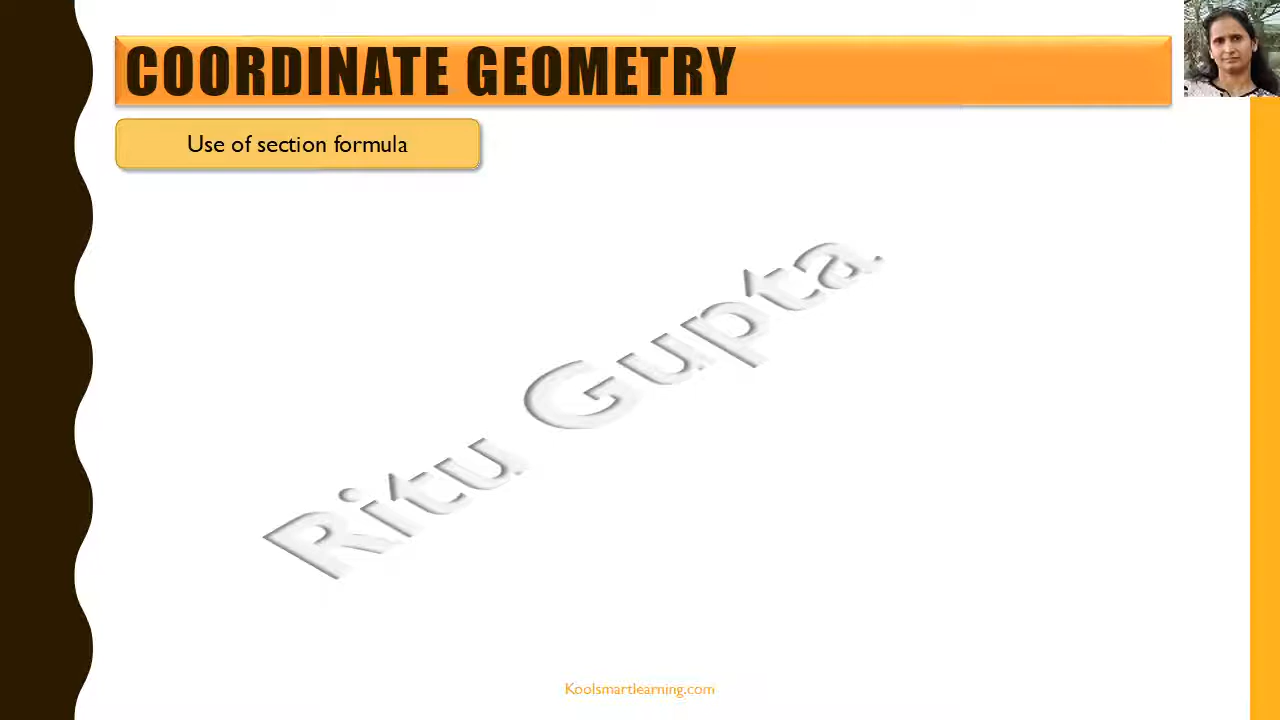 COORDINATE GEOMETRY
Use of section formula
Ritu Gupta
Koolsmartlearning.com